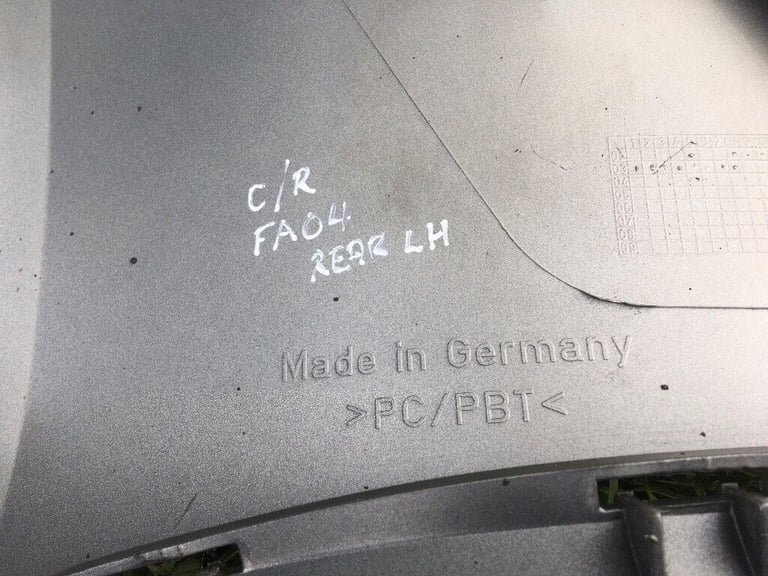 C/R
FA04.
REAR LH
Made in Germany
>PC/PBT<